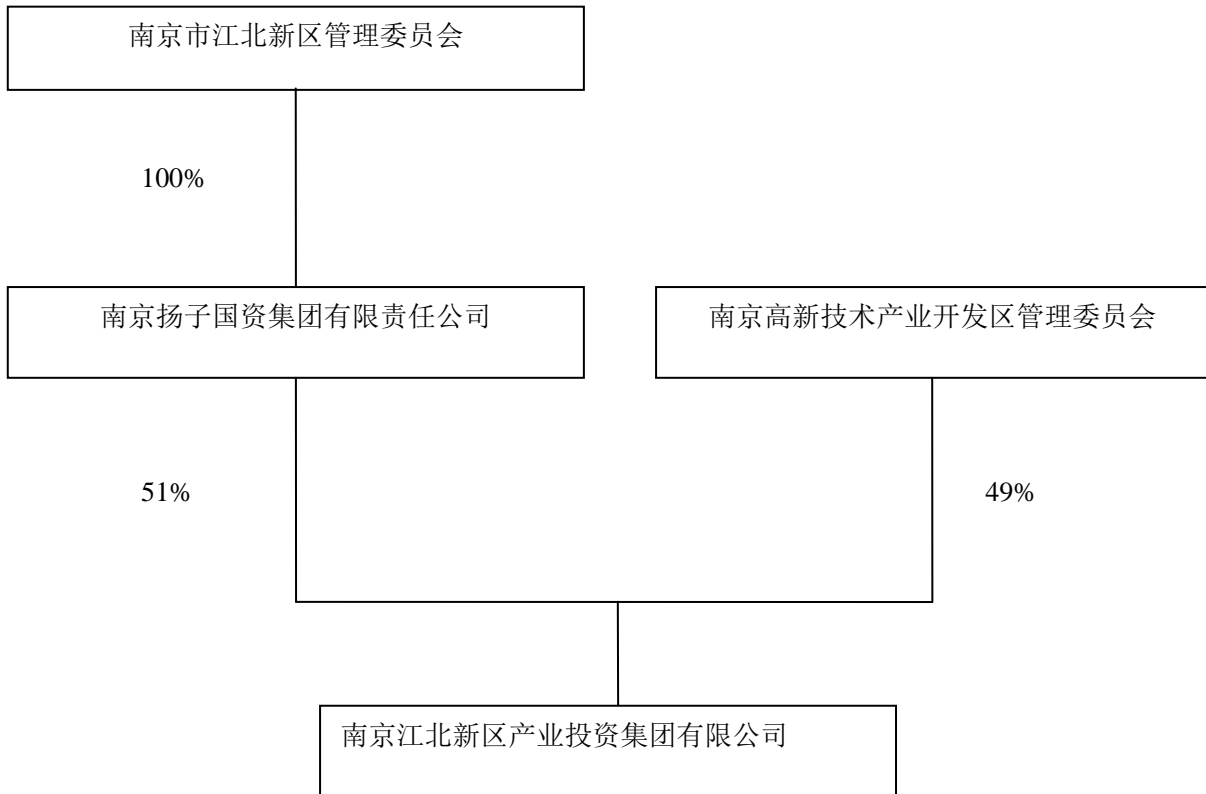 南京市江北新区管理委员会
100%
南京扬子国资集团有限责任公司
南京高新技术产业开发区管理委员会
51%
49%
南京江北新区产业投资集团有限公司